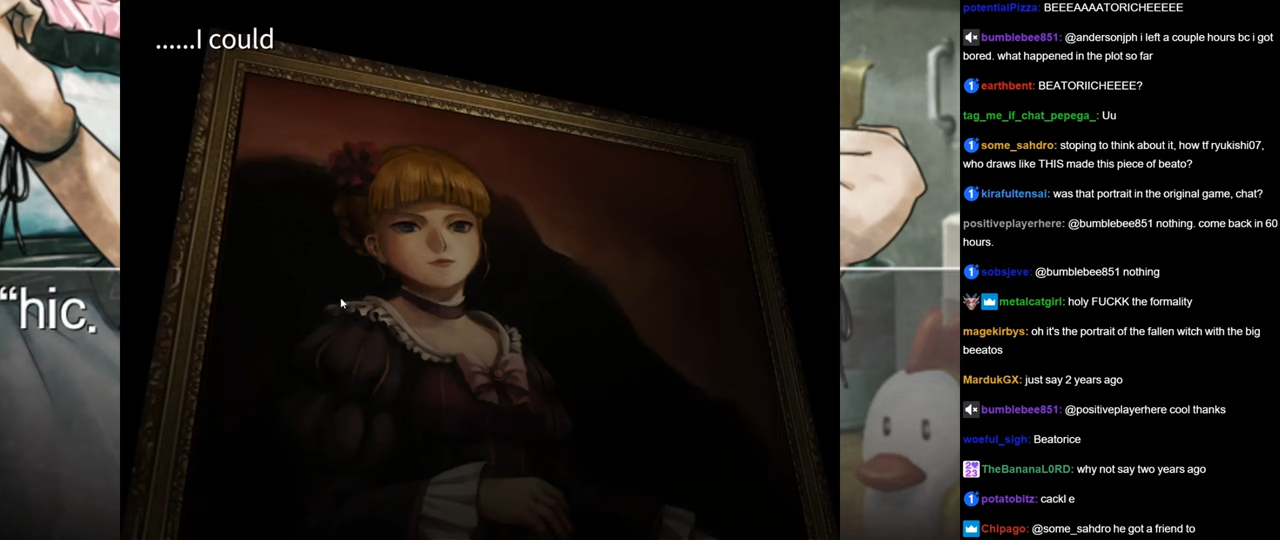 ......I could
“hic.
potentialPizza: BEEEAAAATORICHEEEEE
bumblebee851: @andersonjph i left a couple hours bc i got
bored. what happened in the plot so far
earthbent: BEATORIICHEEEE?
tag_me_if_chat_pepega_: Uu
some_sahdro: stoping to think about it, how tf ryukishi07,
who draws like THIS made this piece of beato?
kirafultensai: was that portrait in the original game, chat?
positiveplayerhere: @bumblebee851 nothing. come back in 60
hours.
sobsjeve: @bumblebee851 nothing
metalcatgirl: holy FUCKK the formality
magekirbys: oh it's the portrait of the fallen witch with the big
beeatos
MardukGX: just say 2 years ago
bumblebee851: @positiveplayerhere cool thanks
woeful_sigh: Beatorice
TheBananaL0RD: why not say two years ago
potatobitz: cackl e
Chipago: @some_sahdro he got a friend to